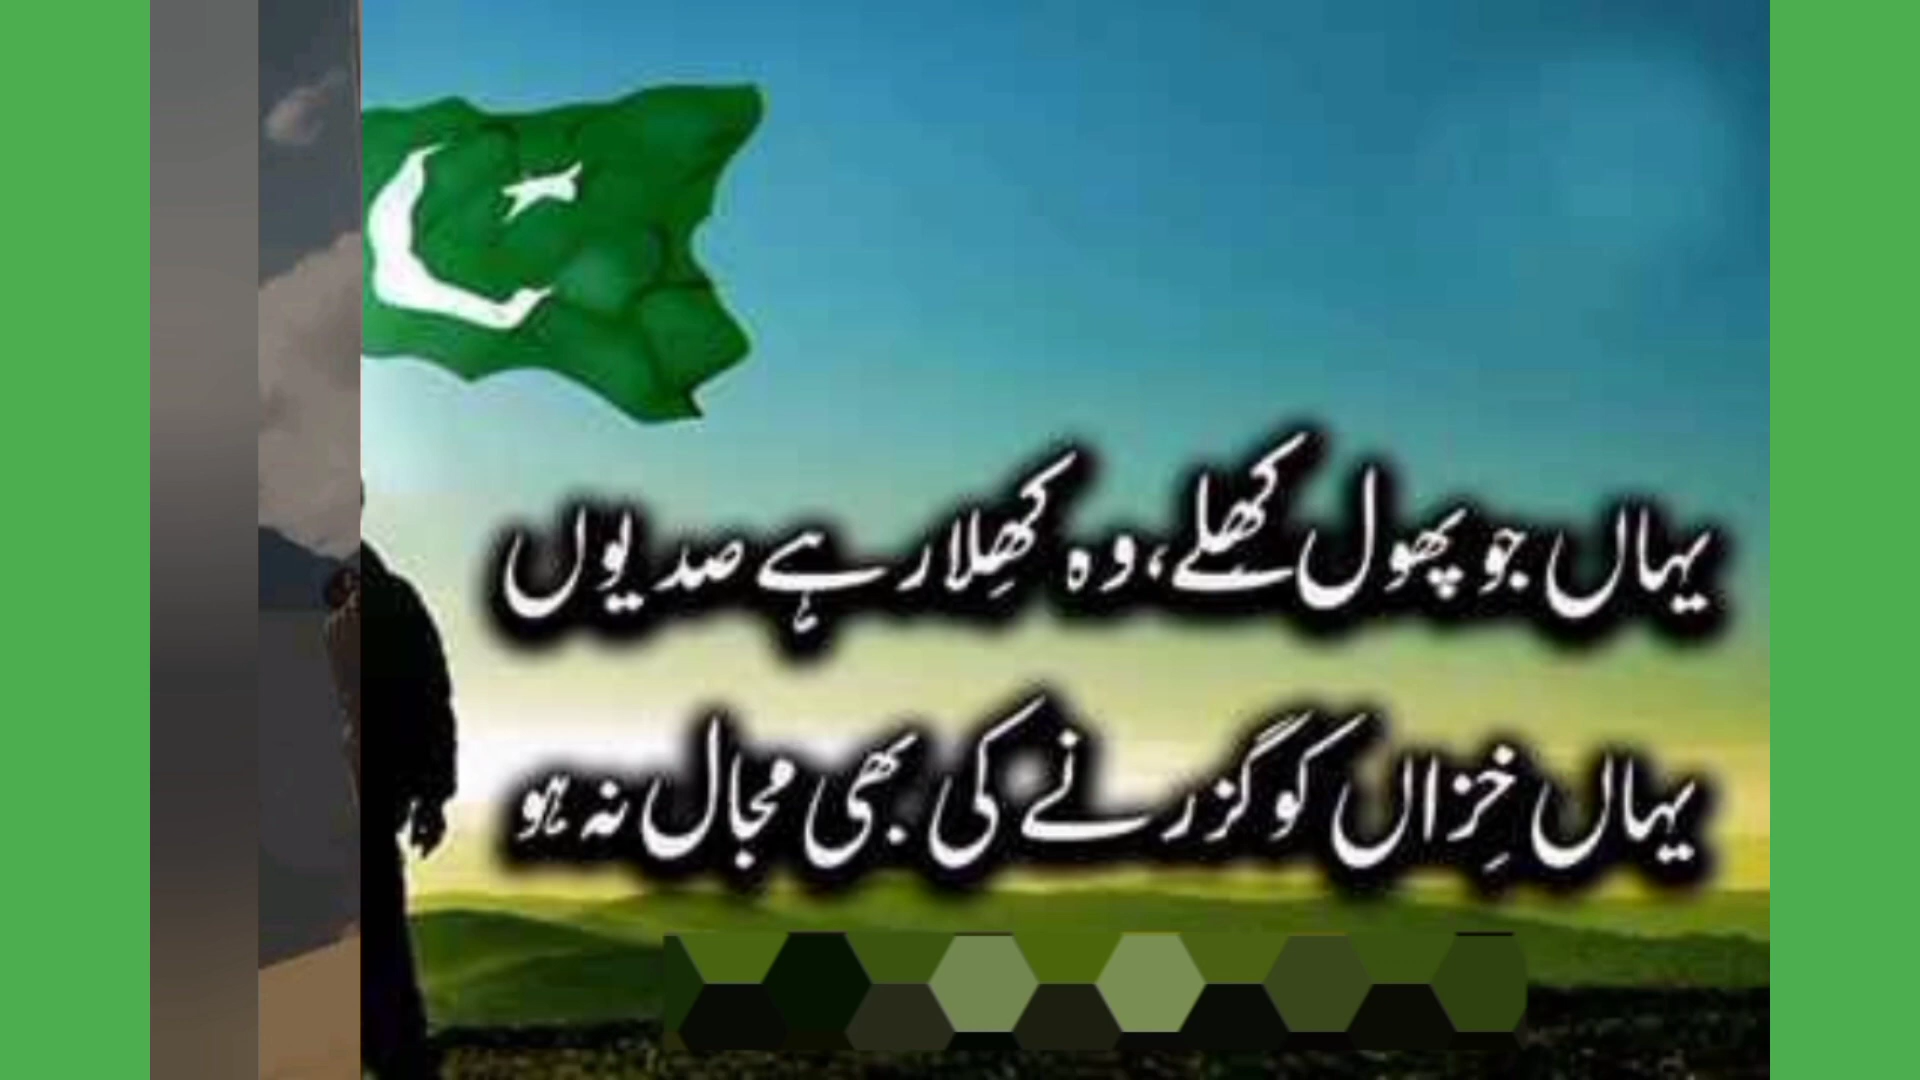 یہاں جو پھول کھلے، وہ کھِلا رہے صدیوں
یہاں خِزاں کو گزرنے کی بھی مجال نہ ہو